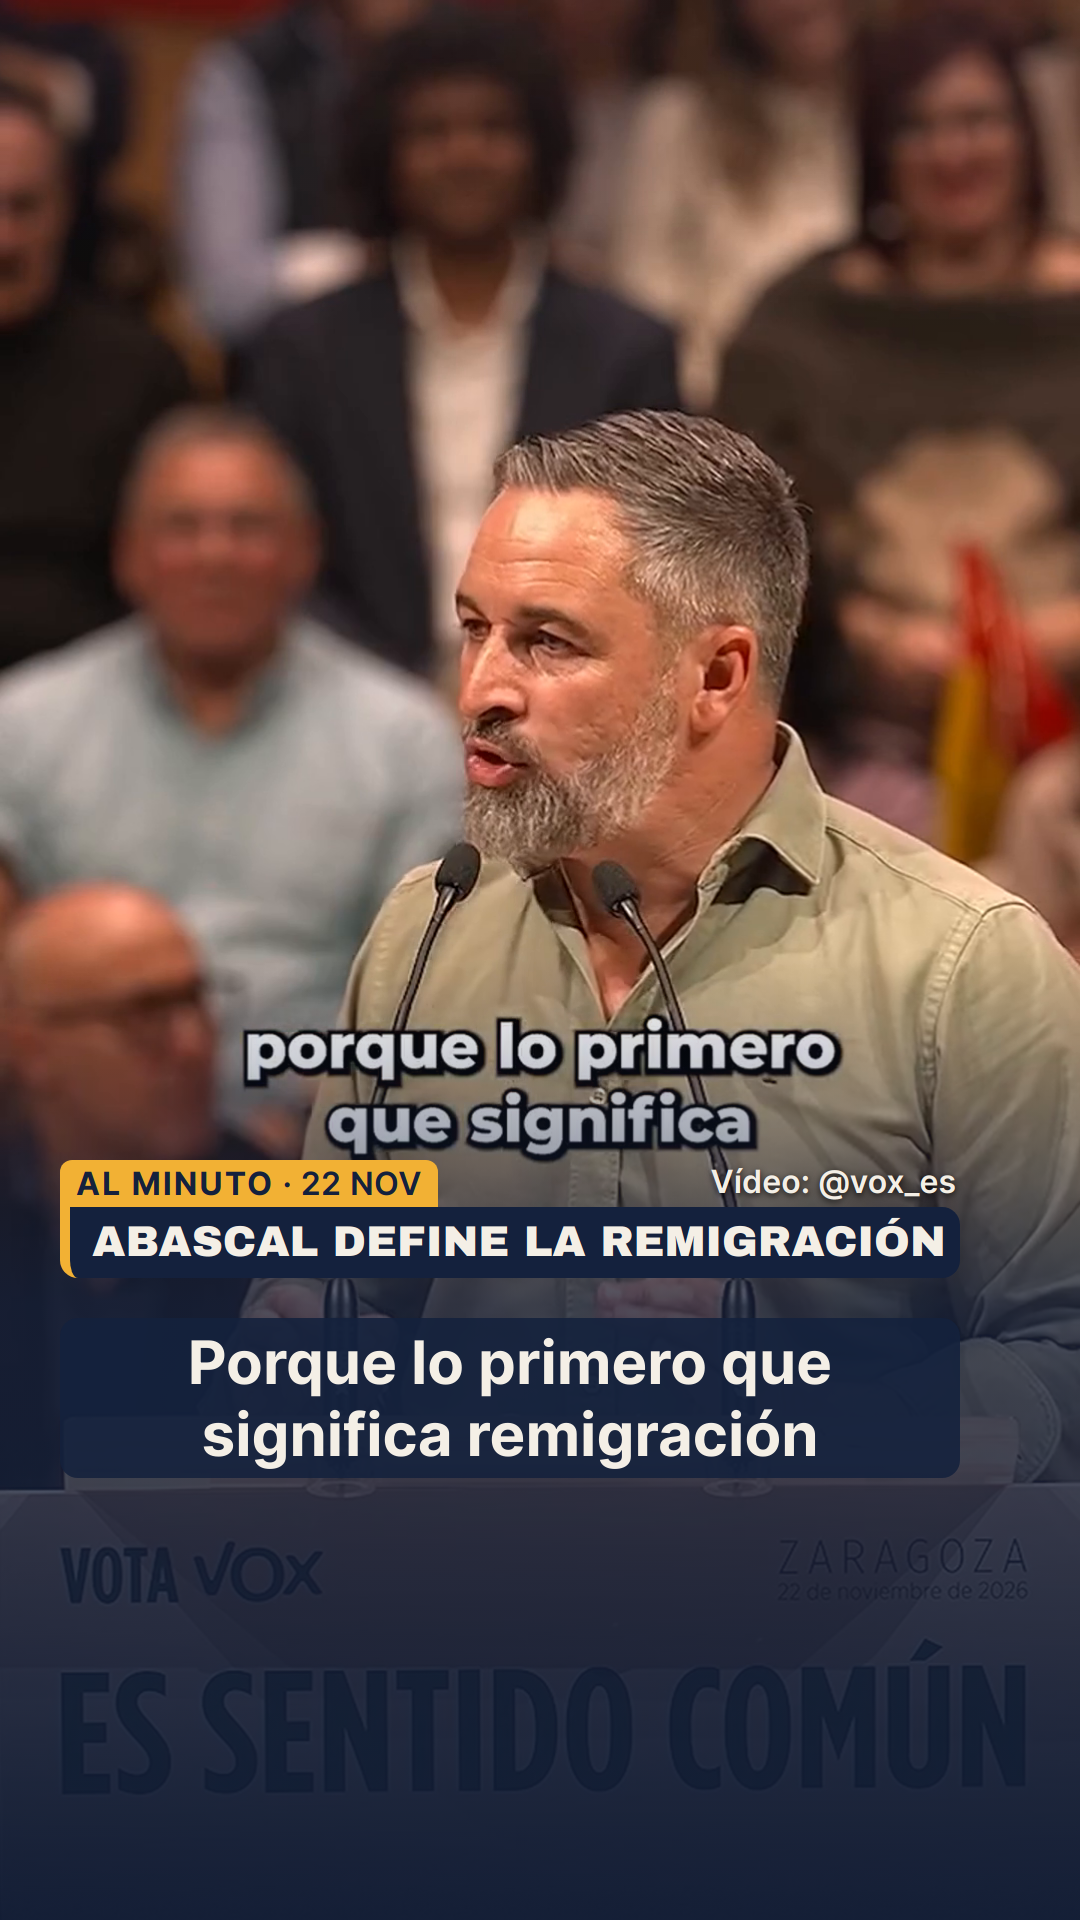 porque lo primero
que significa
AL MINUTO · 22 NOV
Vídeo: @vox_es
ABASCAL DEFINE LA REMIGRACIÓN
Porque lo primero que
significa remigración
VOTA VOX
ZARAGOZA
22 de noviembre de 2026
ES SENTIDO COMÚN